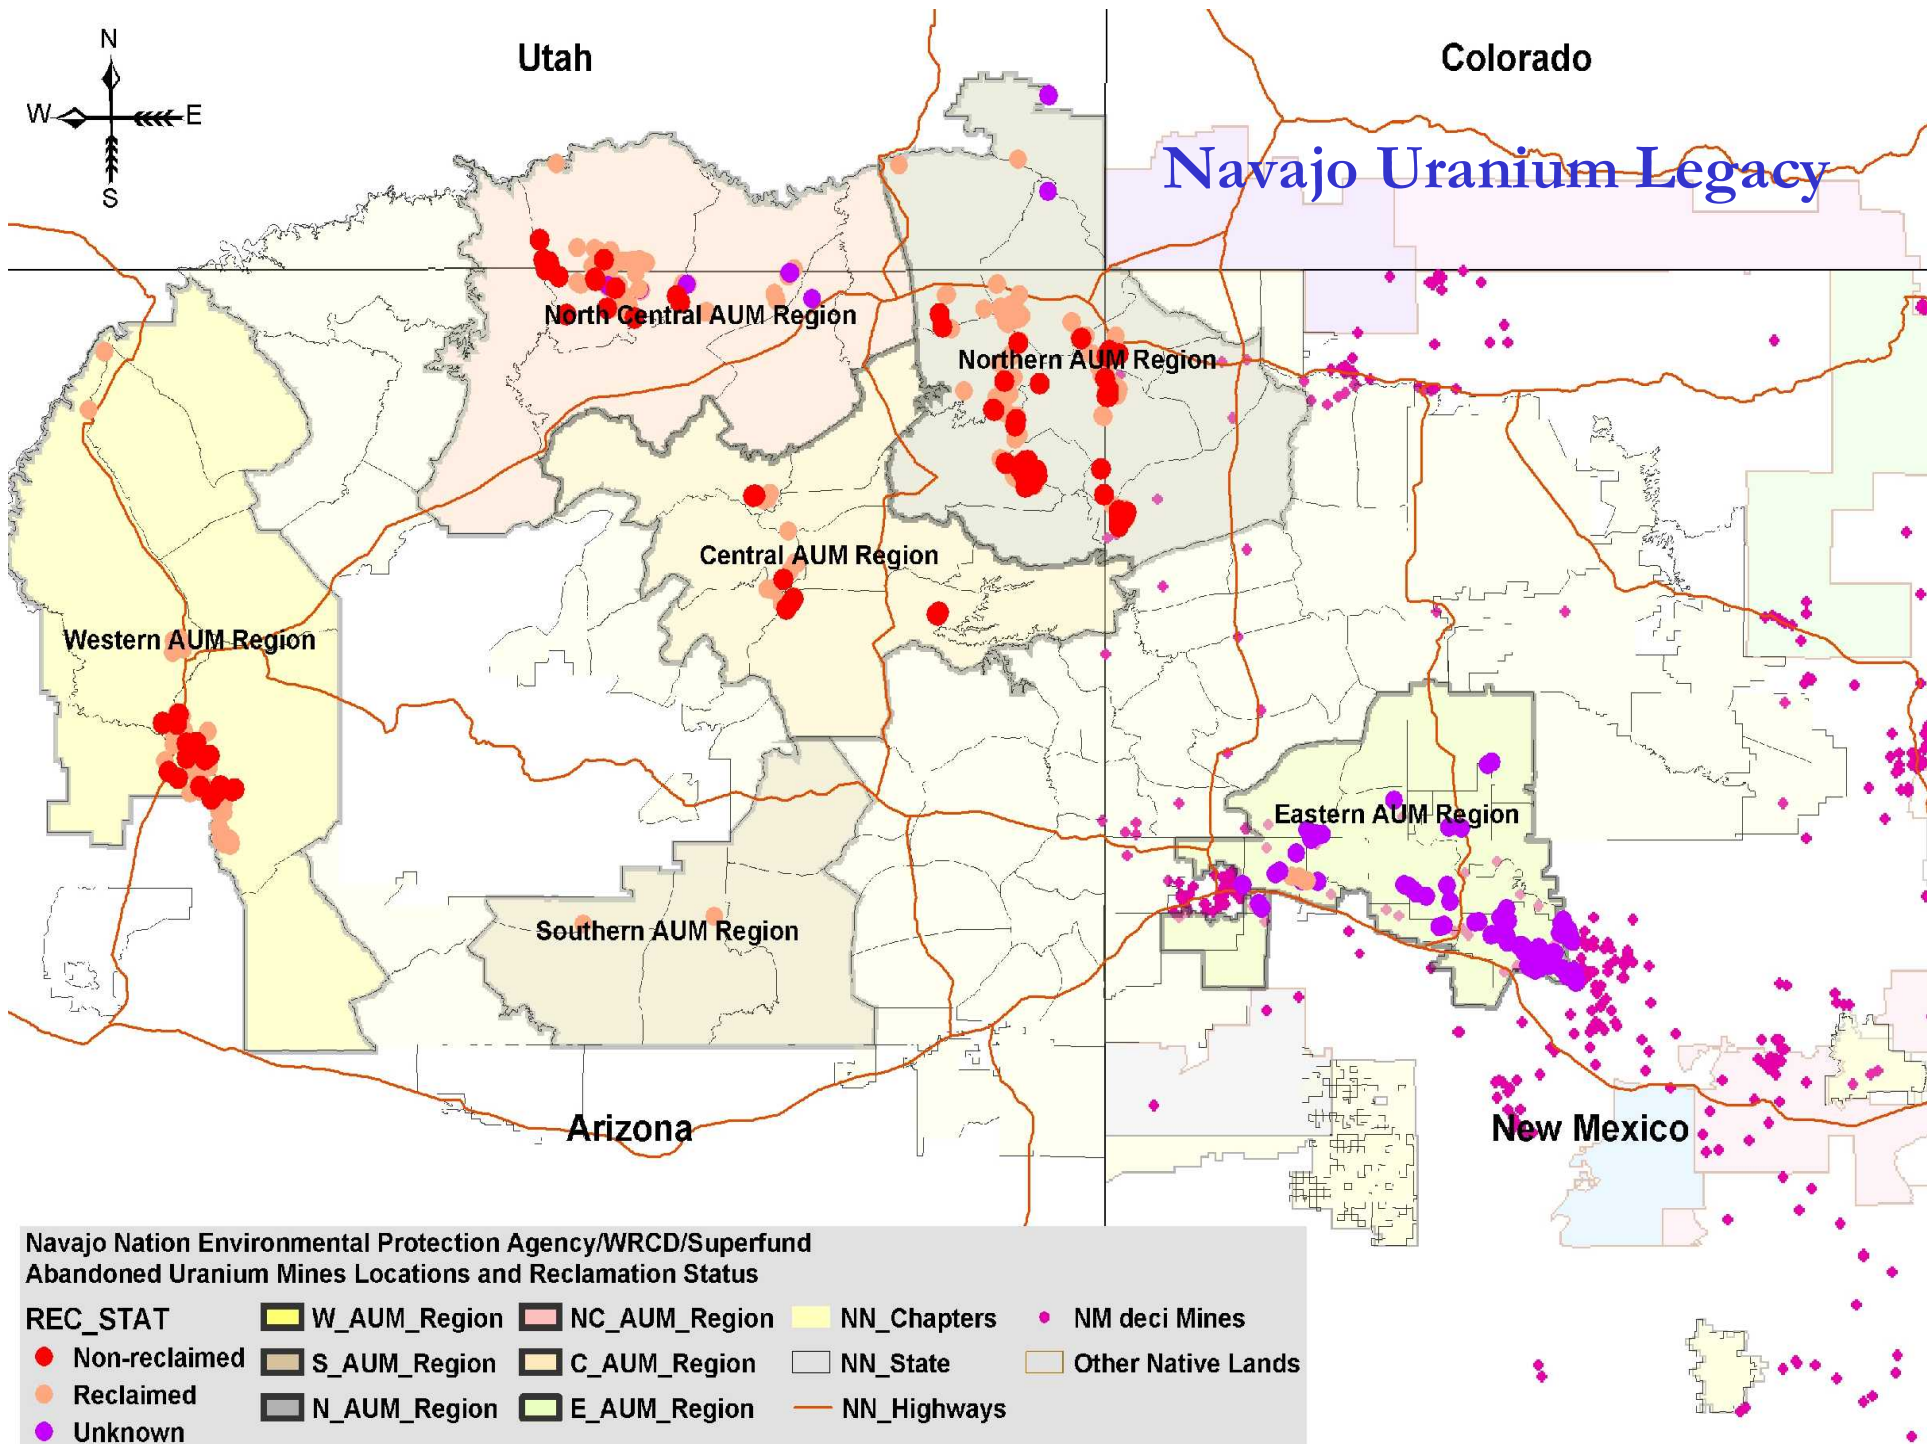 N
W E
S
Utah
Colorado
Navajo Uranium Legacy
North Central AUM Region
Northern AUM Region
Central AUM Region
Western AUM Region
Eastern AUM Region
Southern AUM Region
Arizona
New Mexico
Navajo Nation Environmental Protection Agency/WRCD/Superfund
Abandoned Uranium Mines Locations and Reclamation Status
REC_STAT
Non-reclaimed
Reclaimed
Unknown
W_AUM_Region
S_AUM_Region
N_AUM_Region
NC_AUM_Region
C_AUM_Region
E_AUM_Region
NN_Chapters
NN_State
NN_Highways
NM deci Mines
Other Native Lands